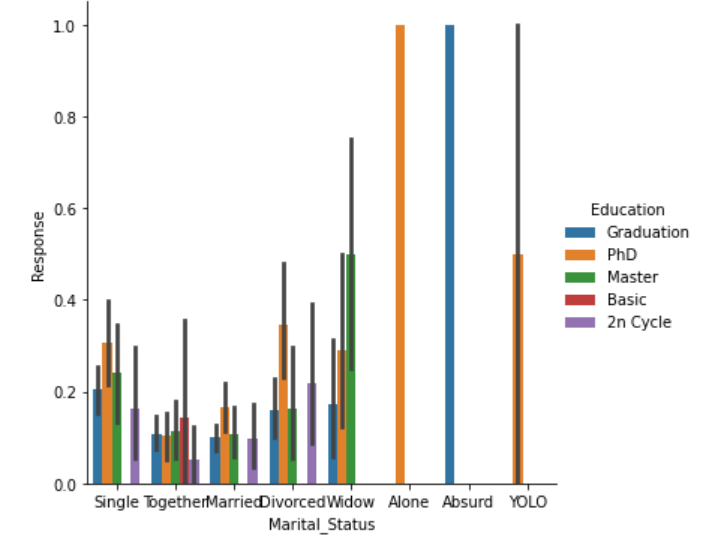 1.0
0.8
0.6
0.4
0.2
0.0
Response
Single Together Married Divorced Widow Alone Absurd YOLO
Marital_Status
Education
Graduation
PhD
Master
Basic
2n Cycle